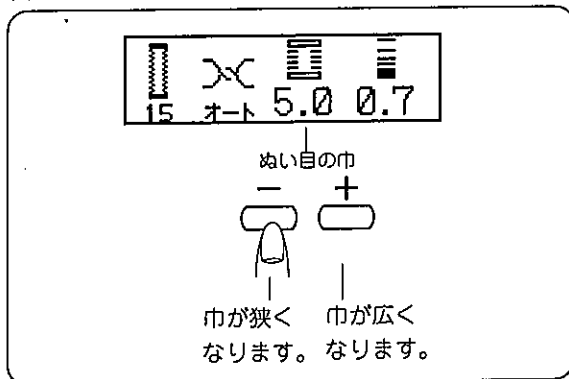 15 オート 5.0 0.7
ぬい目の巾
− +
巾が狭く 巾が広く
なります。 なります。